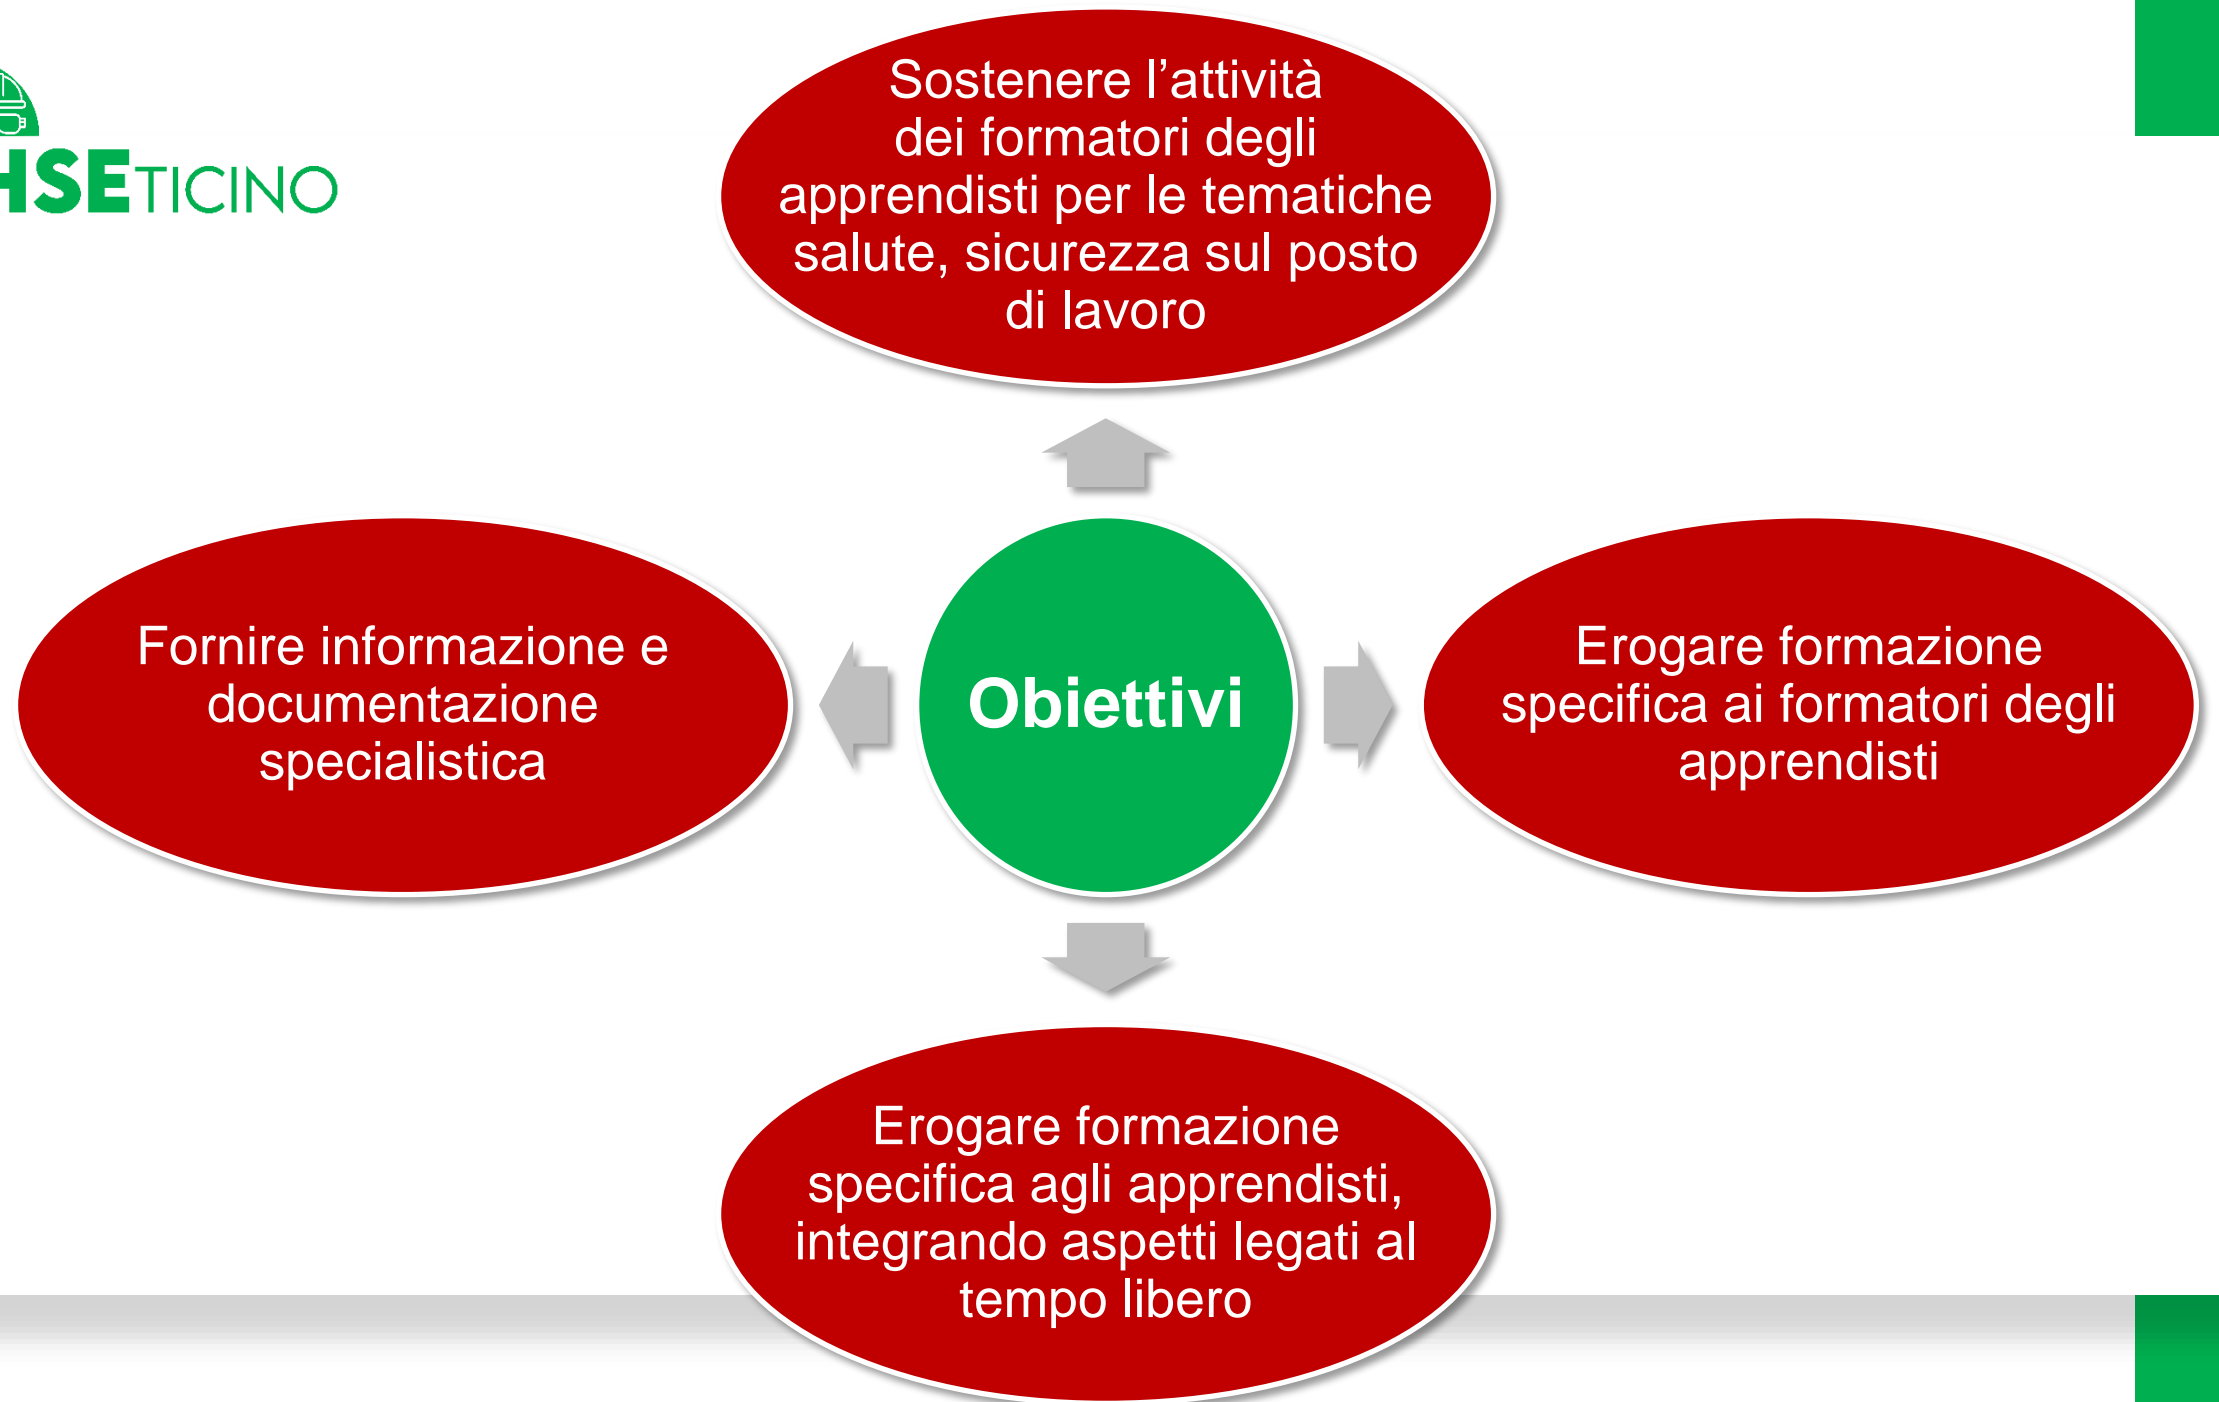 HSETICINO
Sostenere l’attività
dei formatori degli
apprendisti per le tematiche
salute, sicurezza sul posto
di lavoro
Fornire informazione e
documentazione
specialistica
Obiettivi
Erogare formazione
specifica ai formatori degli
apprendisti
Erogare formazione
specifica agli apprendisti,
integrando aspetti legati al
tempo libero